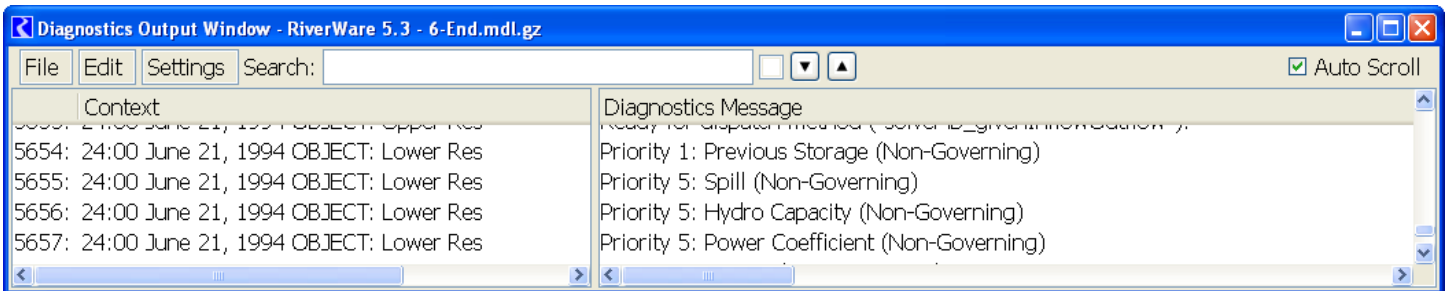 Diagnostics Output Window - RiverWare 5.3 - 6-End.mdl.gz
File Edit Settings Search: Auto Scroll
Context Diagnostics Message
5654: 24:00 June 21, 1994 OBJECT: Lower Res Priority 1: Previous Storage (Non-Governing)
5655: 24:00 June 21, 1994 OBJECT: Lower Res Priority 5: Spill (Non-Governing)
5656: 24:00 June 21, 1994 OBJECT: Lower Res Priority 5: Hydro Capacity (Non-Governing)
5657: 24:00 June 21, 1994 OBJECT: Lower Res Priority 5: Power Coefficient (Non-Governing)